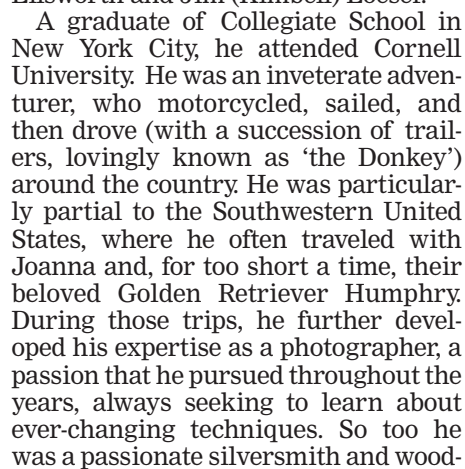 A graduate of Collegiate School in
New York City, he attended Cornell
University. He was an inveterate adven-
turer, who motorcycled, sailed, and
then drove (with a succession of trail-
ers, lovingly known as ‘the Donkey’)
around the country. He was particular-
ly partial to the Southwestern United
States, where he often traveled with
Joanna and, for too short a time, their
beloved Golden Retriever Humphry.
During those trips, he further devel-
oped his expertise as a photographer, a
passion that he pursued throughout the
years, always seeking to learn about
ever-changing techniques. So too he
was a passionate silversmith and wood-